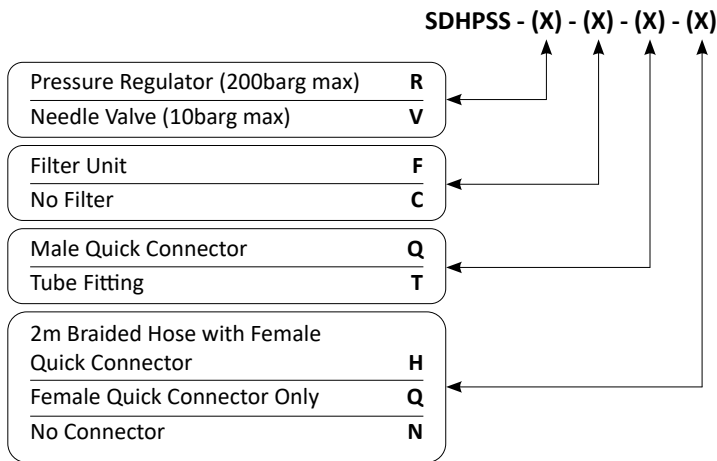 SDHPSS - (X) - (X) - (X) - (X)
Pressure Regulator (200barg max) R
Needle Valve (10barg max) V
Filter Unit F
No Filter C
Male Quick Connector Q
Tube Fitting T
2m Braided Hose with Female
Quick Connector H
Female Quick Connector Only Q
No Connector N